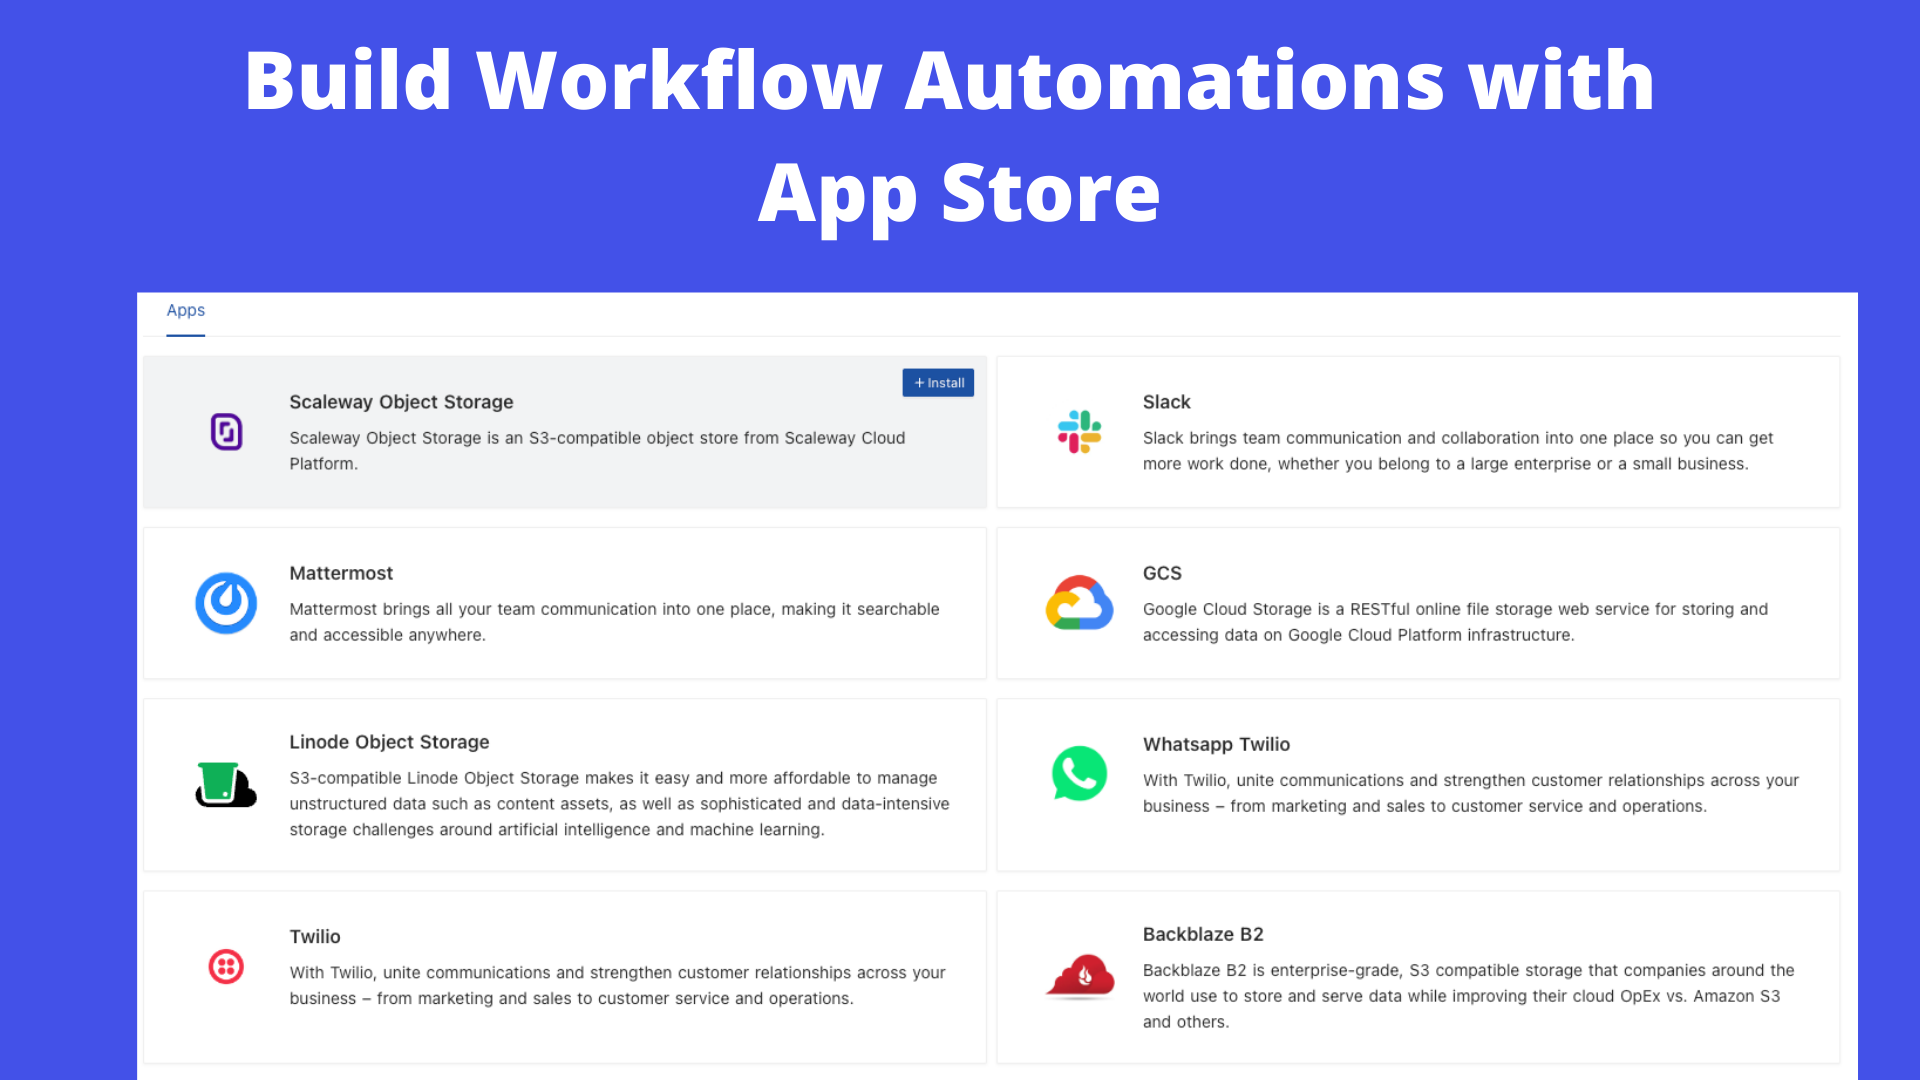 Build Workflow Automations with
App Store
Apps
+ Install
Scaleway Object Storage
Scaleway Object Storage is an S3-compatible object store from Scaleway Cloud
Platform.
Slack
Slack brings team communication and collaboration into one place so you can get
more work done, whether you belong to a large enterprise or a small business.
Mattermost
Mattermost brings all your team communication into one place, making it searchable
and accessible anywhere.
GCS
Google Cloud Storage is a RESTful online file storage web service for storing and
accessing data on Google Cloud Platform infrastructure.
Linode Object Storage
S3-compatible Linode Object Storage makes it easy and more affordable to manage
unstructured data such as content assets, as well as sophisticated and data-intensive
storage challenges around artificial intelligence and machine learning.
Whatsapp Twilio
With Twilio, unite communications and strengthen customer relationships across your
business – from marketing and sales to customer service and operations.
Twilio
With Twilio, unite communications and strengthen customer relationships across your
business – from marketing and sales to customer service and operations.
Backblaze B2
Backblaze B2 is enterprise-grade, S3 compatible storage that companies around the
world use to store and serve data while improving their cloud OpEx vs. Amazon S3
and others.